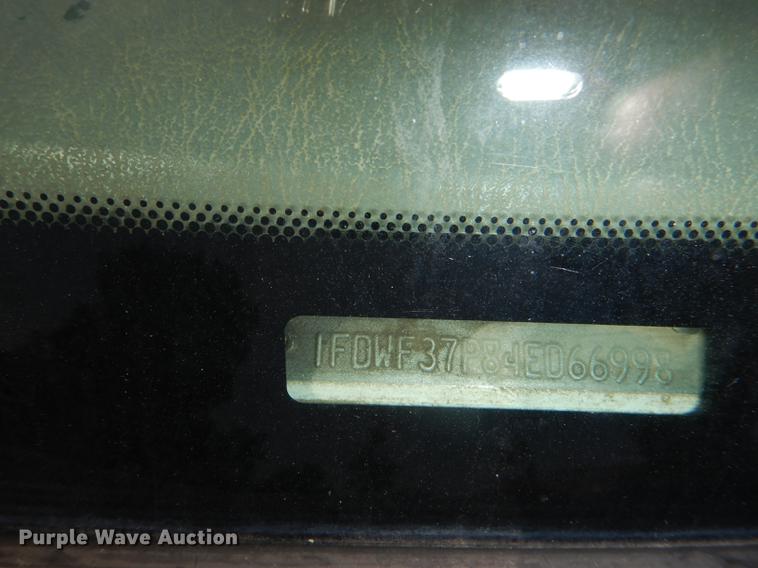 1FDWF37P84ED66998
Purple Wave Auction